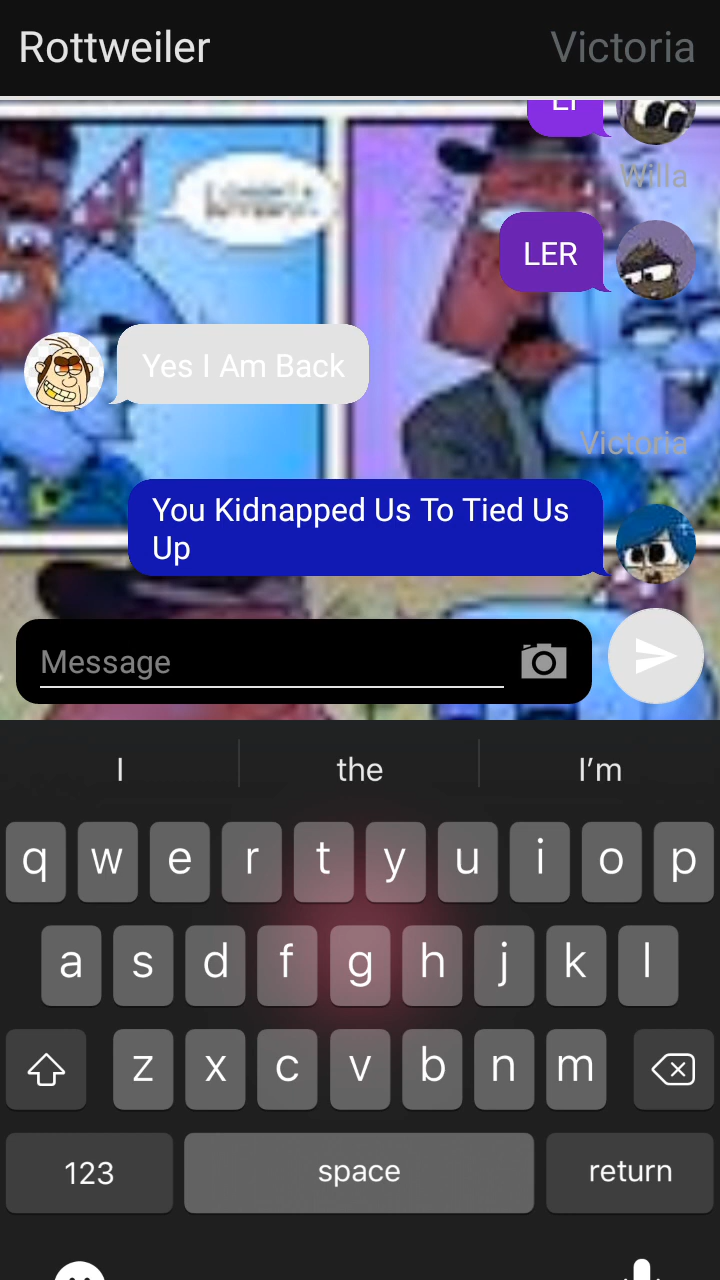 Rottweiler Victoria
Willa
LER
Yes I Am Back
Victoria
You Kidnapped Us To Tied Us
Up
Message
I the I'm
q w e r t y u i o p
a s d f g h j k l
z x c v b n m
123 space return